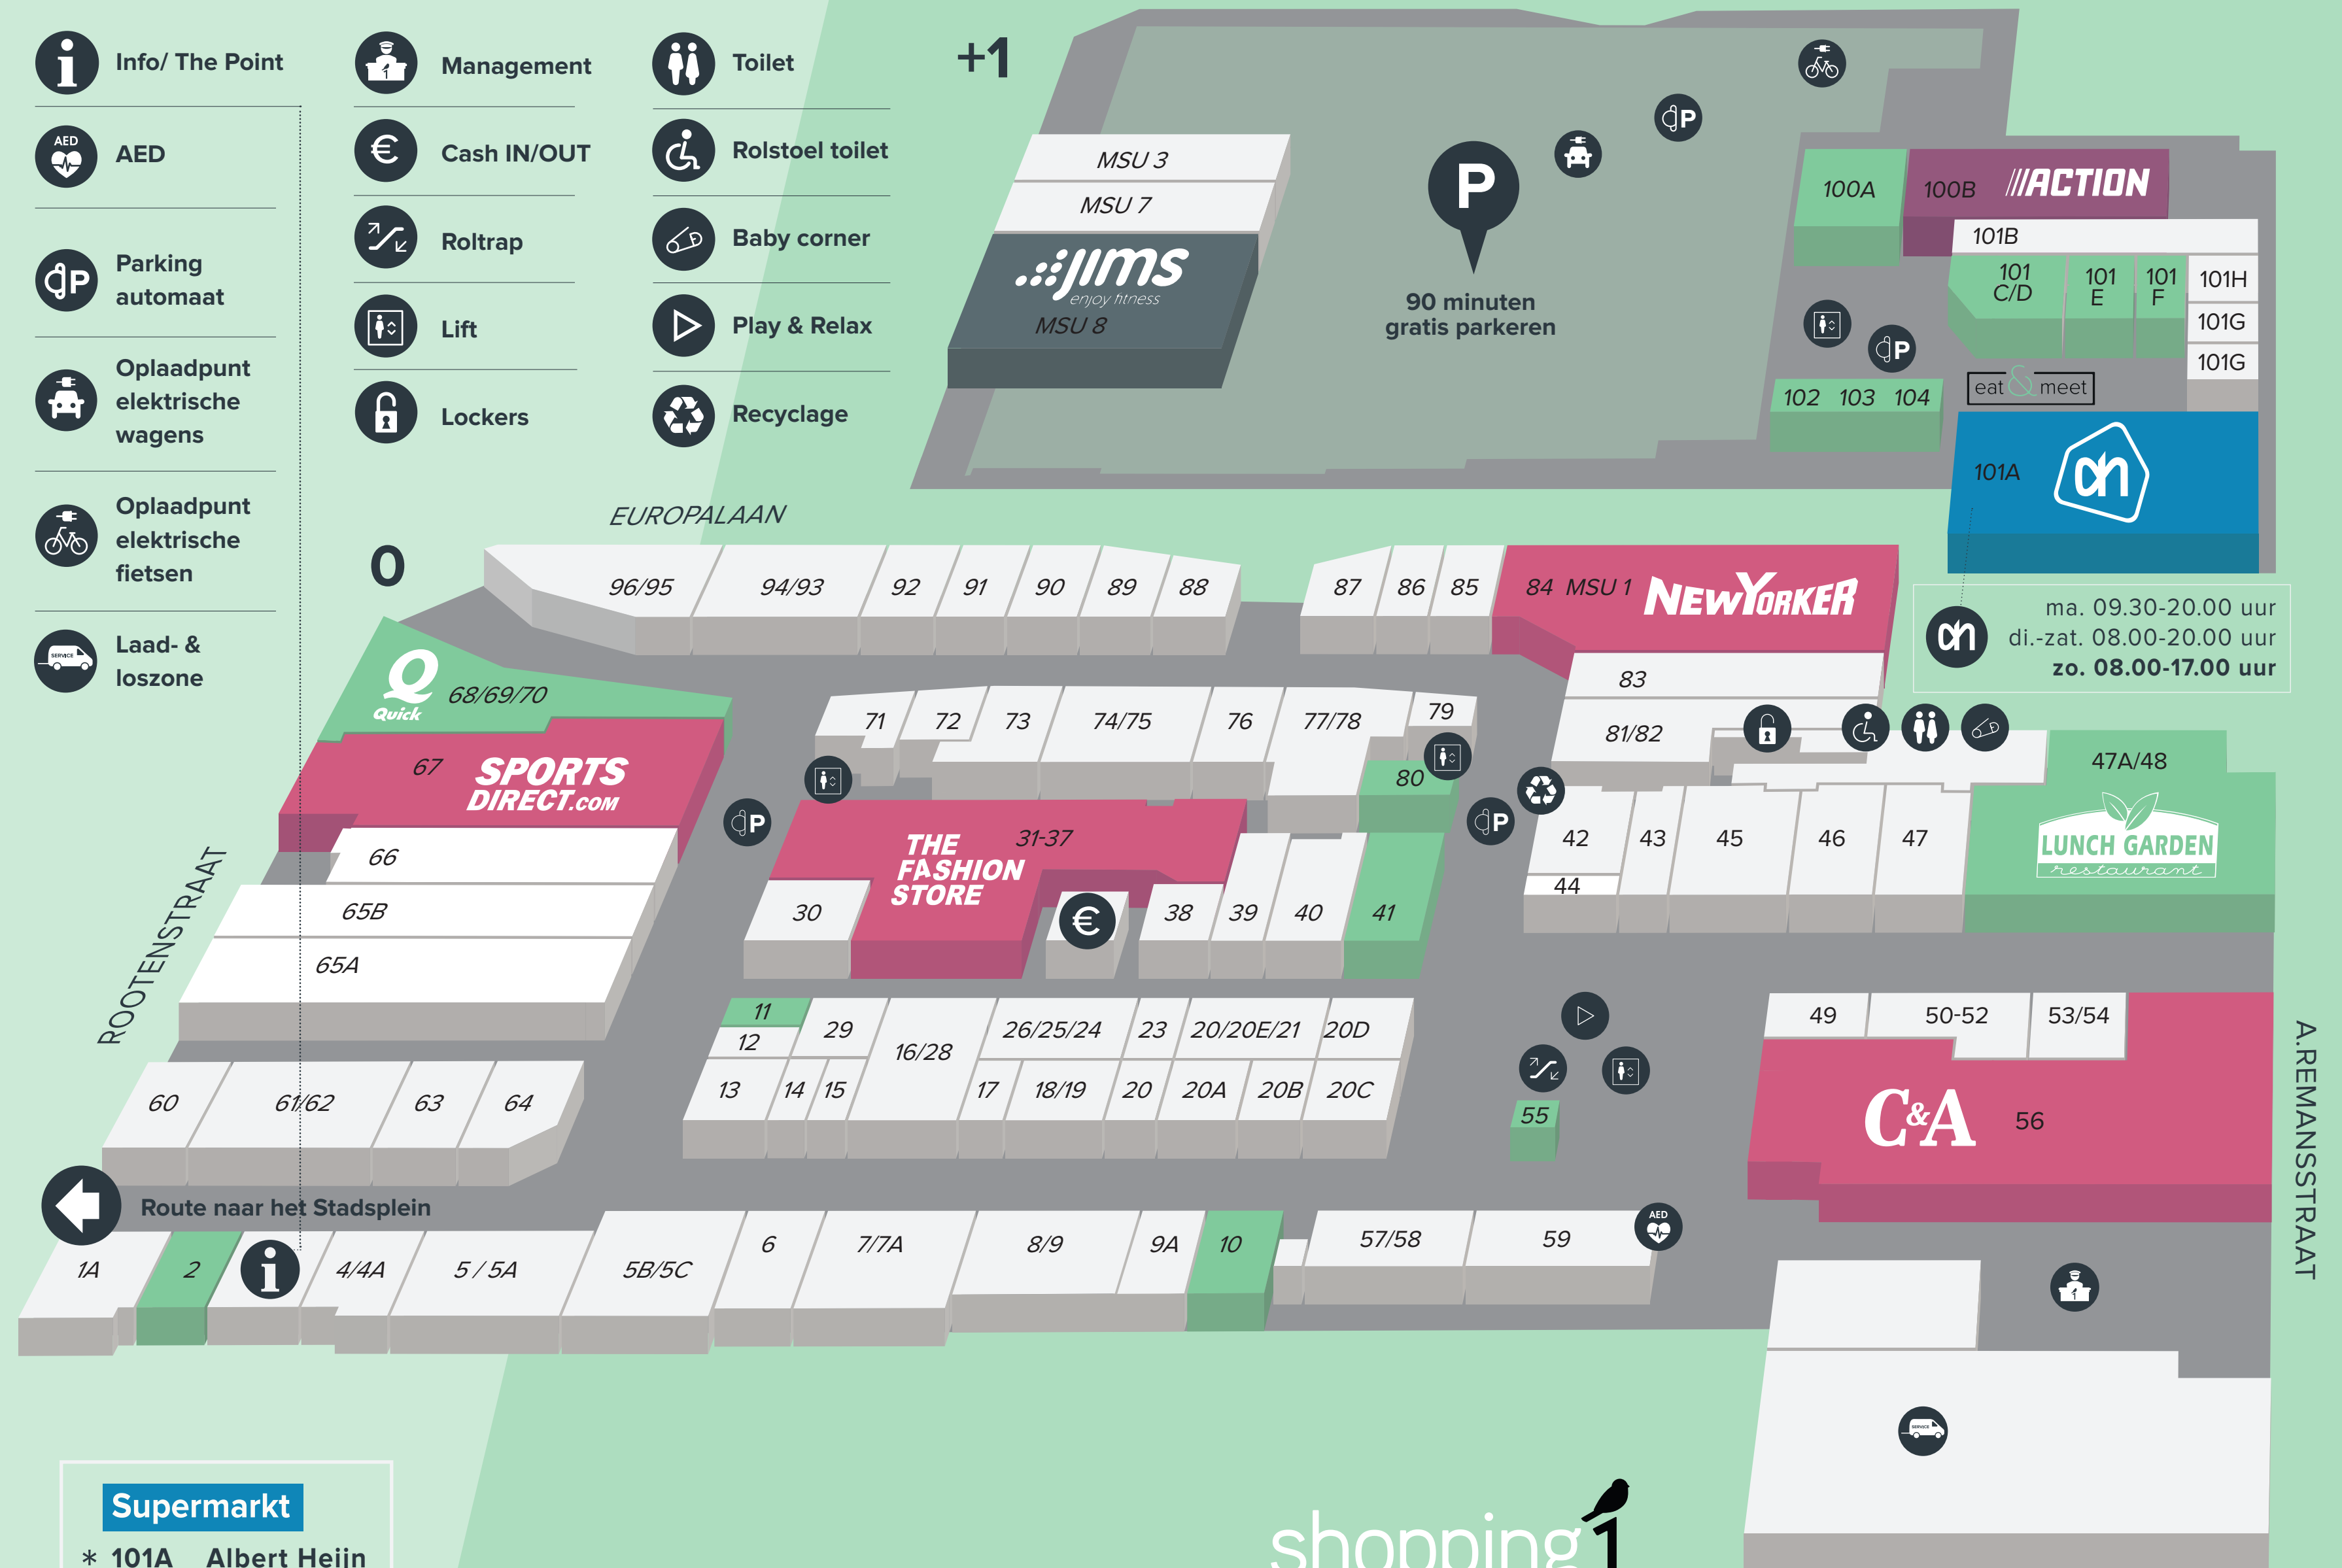 Info/ The Point
AED
AED
Parking
automaat
P
Oplaadpunt
elektrische
wagens
Oplaadpunt
elektrische
fietsen
SERVICE
Laad- &
loszone
Management
€
Cash IN/OUT
Roltrap
Lift
Lockers
Toilet
Rolstoel toilet
Baby corner
Play & Relax
Recyclage
+1
MSU 3
MSU 7
jims
enjoy fitness
MSU 8
P
90 minuten
gratis parkeren
P
100A
100B
///ACTION
101B
101
C/D
101
E
101
F
101H
101G
101G
P
eat & meet
102 103 104
101A
ah
ah
ma. 09.30-20.00 uur
di.-zat. 08.00-20.00 uur
zo. 08.00-17.00 uur
EUROPALAAN
0
96/95
94/93
92
91
90
89
88
87
86
85
84 MSU 1
NEWYORKER
83
81/82
Q
Quick
68/69/70
67
SPORTS
DIRECT.COM
66
65B
65A
ROOTENSTRAAT
71
72
73
74/75
76
77/78
79
80
P
P
THE
FASHION
STORE
31-37
30
€
38
39
40
41
42
44
43
45
46
47
47A/48
LUNCH GARDEN
restaurant
11
12
29
16/28
26/25/24
23
20/20E/21
20D
13
14
15
17
18/19
20
20A
20B
20C
55
49
50-52
53/54
C&A
56
A.REMANSSTRAAT
60
61/62
63
64
Route naar het Stadsplein
1A
2
i
4/4A
5 / 5A
5B/5C
6
7/7A
8/9
9A
10
57/58
59
AED
SERVICE
Supermarkt
* 101A Albert Heijn
shopping 1